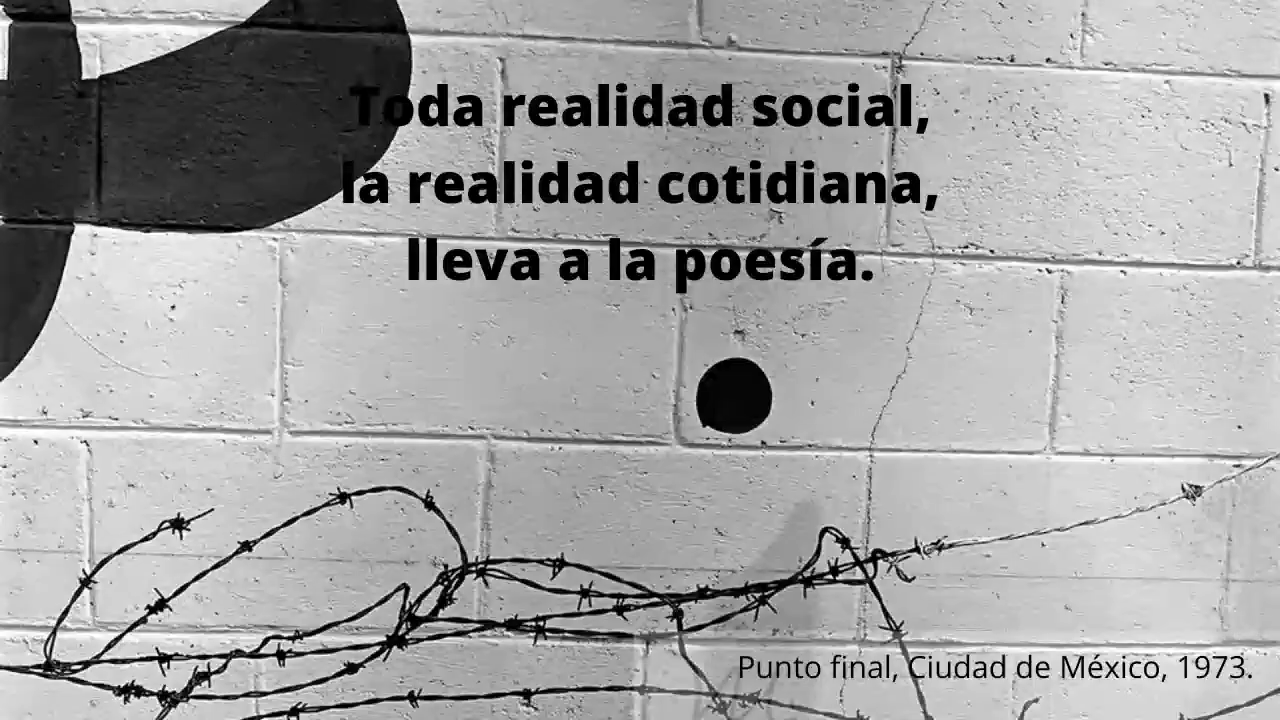 Toda realidad social,
la realidad cotidiana,
lleva a la poesía.
Punto final, Ciudad de México, 1973.